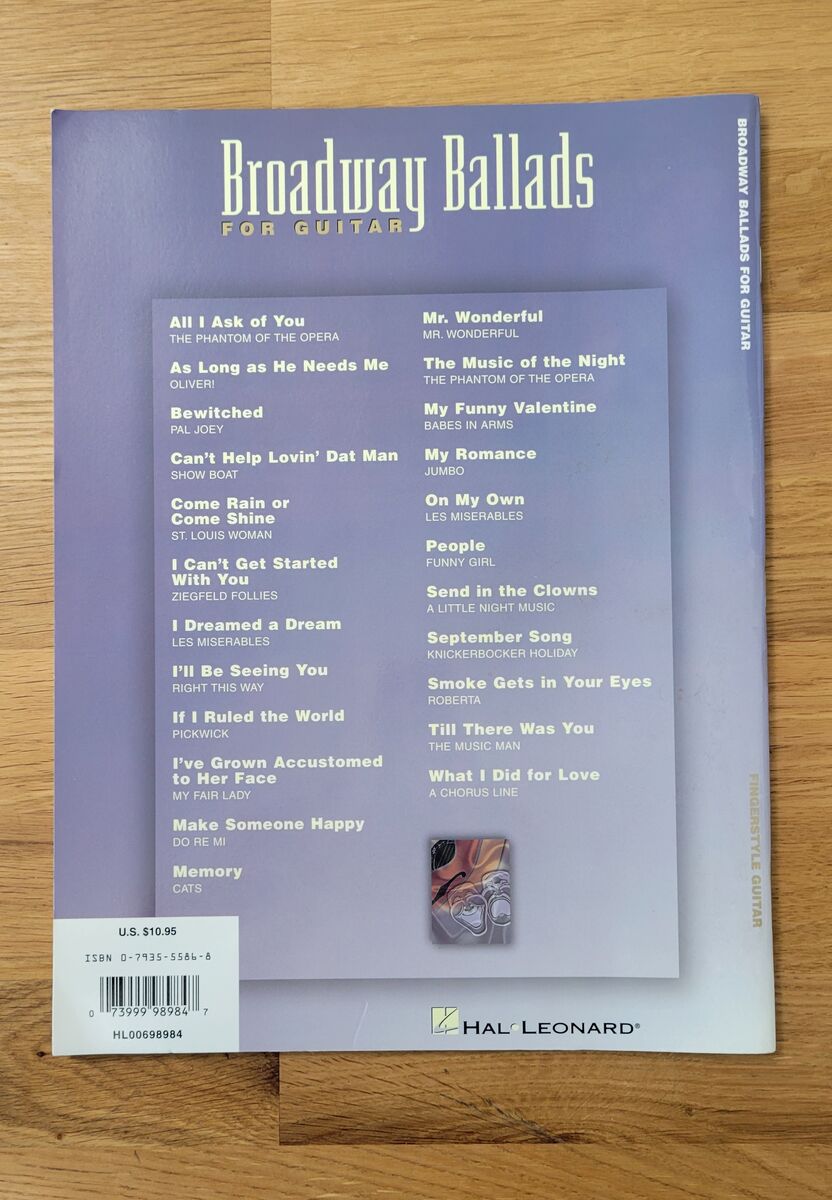 Broadway Ballads
FOR GUITAR
All I Ask of You
THE PHANTOM OF THE OPERA
As Long as He Needs Me
OLIVER!
Bewitched
PAL JOEY
Can't Help Lovin' Dat Man
SHOW BOAT
Come Rain or
Come Shine
ST. LOUIS WOMAN
I Can't Get Started
With You
ZIEGFELD FOLLIES
I Dreamed a Dream
LES MISERABLES
I'll Be Seeing You
RIGHT THIS WAY
If I Ruled the World
PICKWICK
I've Grown Accustomed
to Her Face
MY FAIR LADY
Make Someone Happy
DO RE MI
Memory
CATS
Mr. Wonderful
MR. WONDERFUL
The Music of the Night
THE PHANTOM OF THE OPERA
My Funny Valentine
BABES IN ARMS
My Romance
JUMBO
On My Own
LES MISERABLES
People
FUNNY GIRL
Send in the Clowns
A LITTLE NIGHT MUSIC
September Song
KNICKERBOCKER HOLIDAY
Smoke Gets in Your Eyes
ROBERTA
Till There Was You
THE MUSIC MAN
What I Did for Love
A CHORUS LINE
U.S. $10.95
ISBN 0-7935-5586-8
0 73999 98984 7
HL00698984
HAL•LEONARD®
BROADWAY BALLADS FOR GUITAR
FINGERSTYLE GUITAR